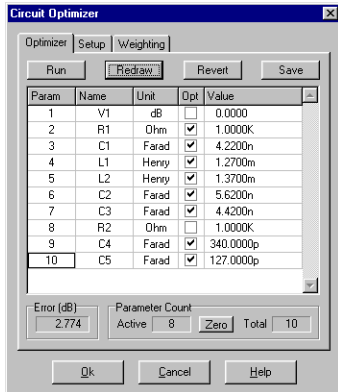 Circuit Optimizer
Optimizer Setup Weighting
Run Redraw Revert Save
Param Name Unit Opt Value
1 V1 dB 0.0000
2 R1 Ohm 1.0000K
3 C1 Farad 4.2200n
4 L1 Henry 1.2700m
5 L2 Henry 1.3700m
6 C2 Farad 5.6200n
7 C3 Farad 4.4200n
8 R2 Ohm 1.0000K
9 C4 Farad 340.0000p
10 C5 Farad 127.0000p
Error (dB) Parameter Count
2.774 Active 8 Zero Total 10
Ok Cancel Help